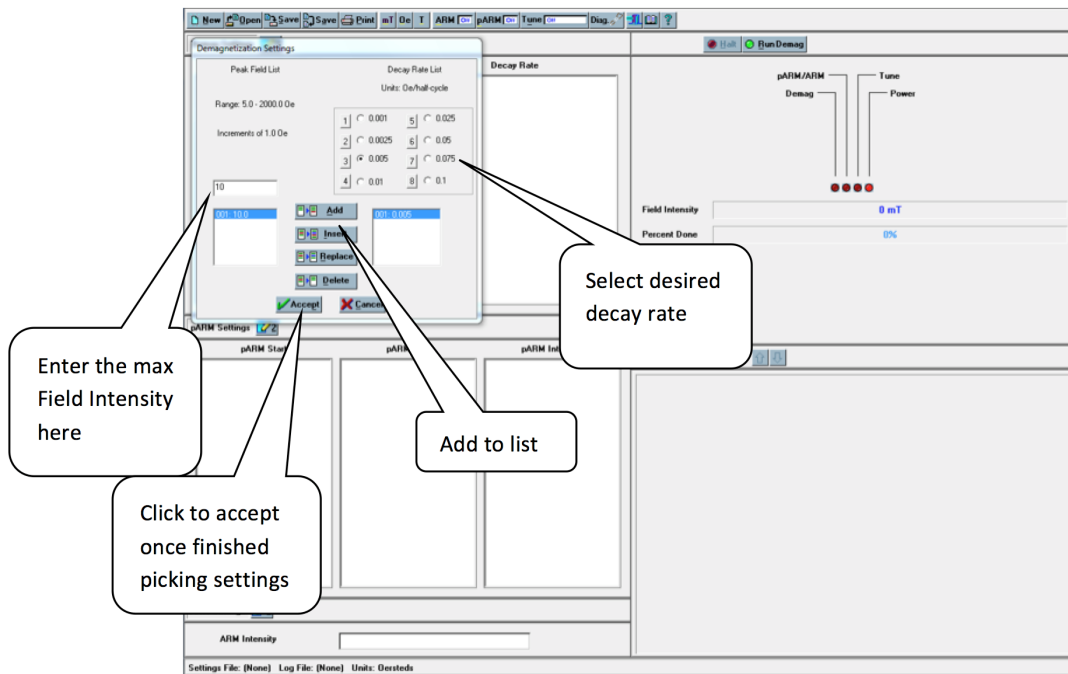 New Open Save Save Print mT Oe T ARM On pARM On Tune Off Diag. ?
Demagnetization Settings
Peak Field List Decay Rate List
Units: Oe/half-cycle
Range: 5.0 - 2000.0 Oe
Increments of 1.0 Oe
1 0.001 5 0.025
2 0.0025 6 0.05
3 0.005 7 0.075
4 0.01 8 0.1
10
001: 10.0 Add 001: 0.005
Insert
Replace
Delete
Accept Cancel
Decay Rate
Halt Run Demag
pARM/ARM Tune
Demag Power
Field Intensity 0 mT
Percent Done 0%
Select desired
decay rate
pARM Settings
pARM Start pARM pARM Int
Enter the max
Field Intensity
here
Add to list
Click to accept
once finished
picking settings
ARM Intensity
Settings File: (None) Log File: (None) Units: Oersteds